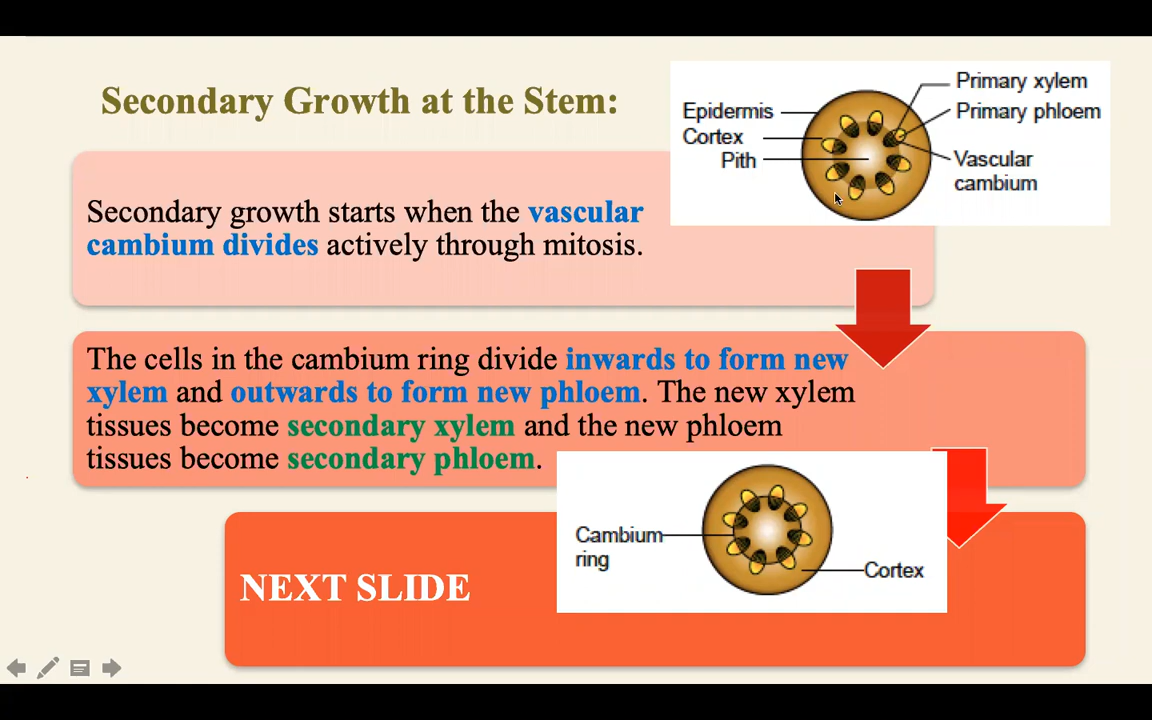 Secondary Growth at the Stem:
Epidermis
Cortex
Pith
Primary xylem
Primary phloem
Vascular
cambium
Secondary growth starts when the vascular
cambium divides actively through mitosis.
The cells in the cambium ring divide inwards to form new
xylem and outwards to form new phloem. The new xylem
tissues become secondary xylem and the new phloem
tissues become secondary phloem.
Cambium
ring
Cortex
NEXT SLIDE